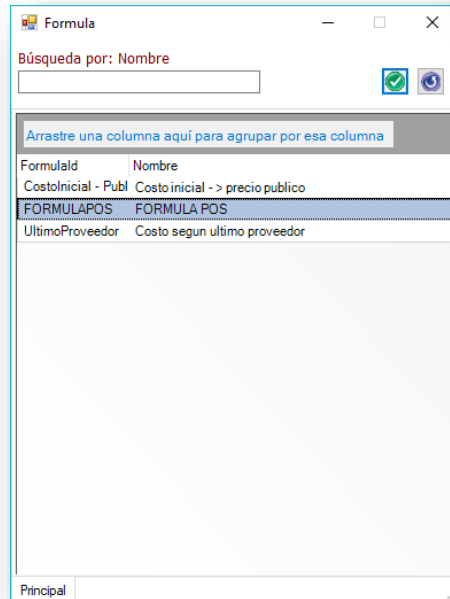 Formula
Búsqueda por: Nombre
Arrastre una columna aquí para agrupar por esa columna
FormulaId Nombre
CostoInicial - Publ Costo inicial - > precio publico
FORMULAPOS FORMULA POS
UltimoProveedor Costo segun ultimo proveedor
Principal